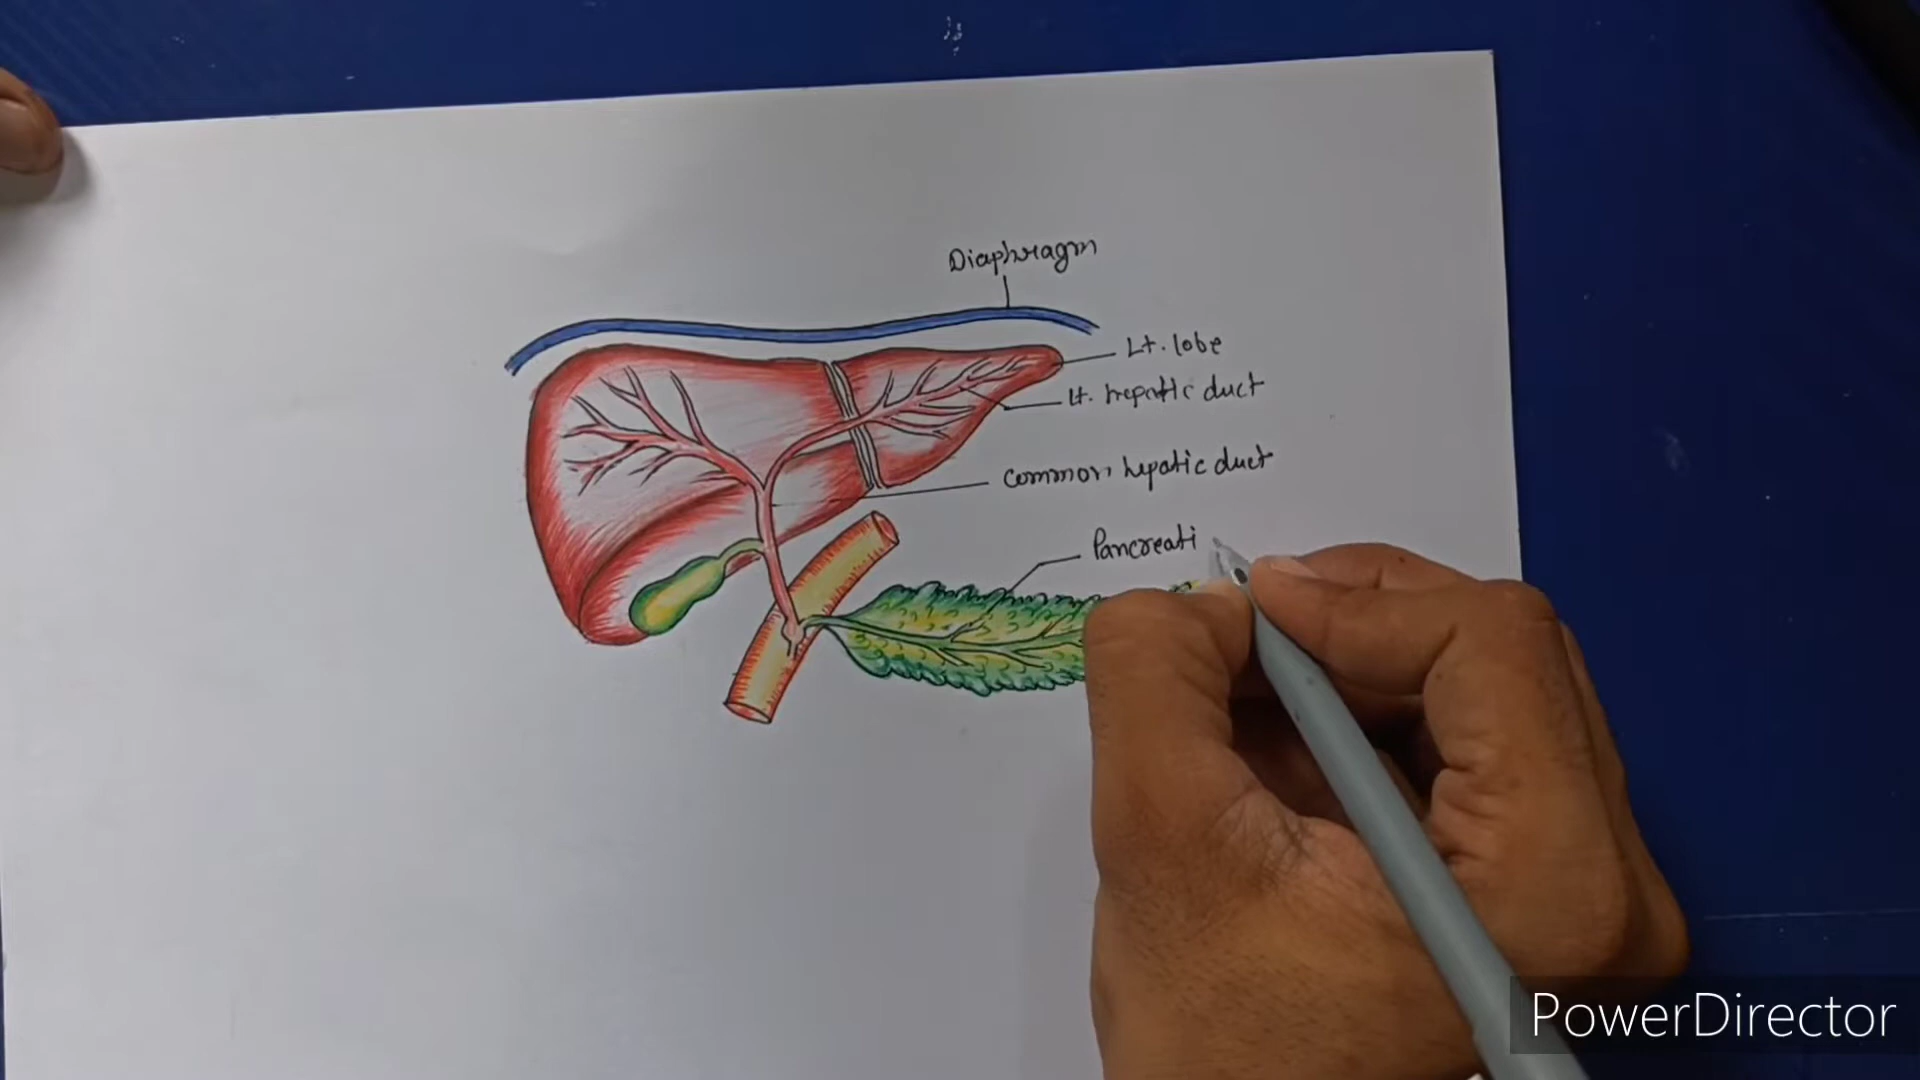 Diaphragm
Lt. lobe
Lt. hepatic duct
Common hepatic duct
Pancreati
PowerDirector